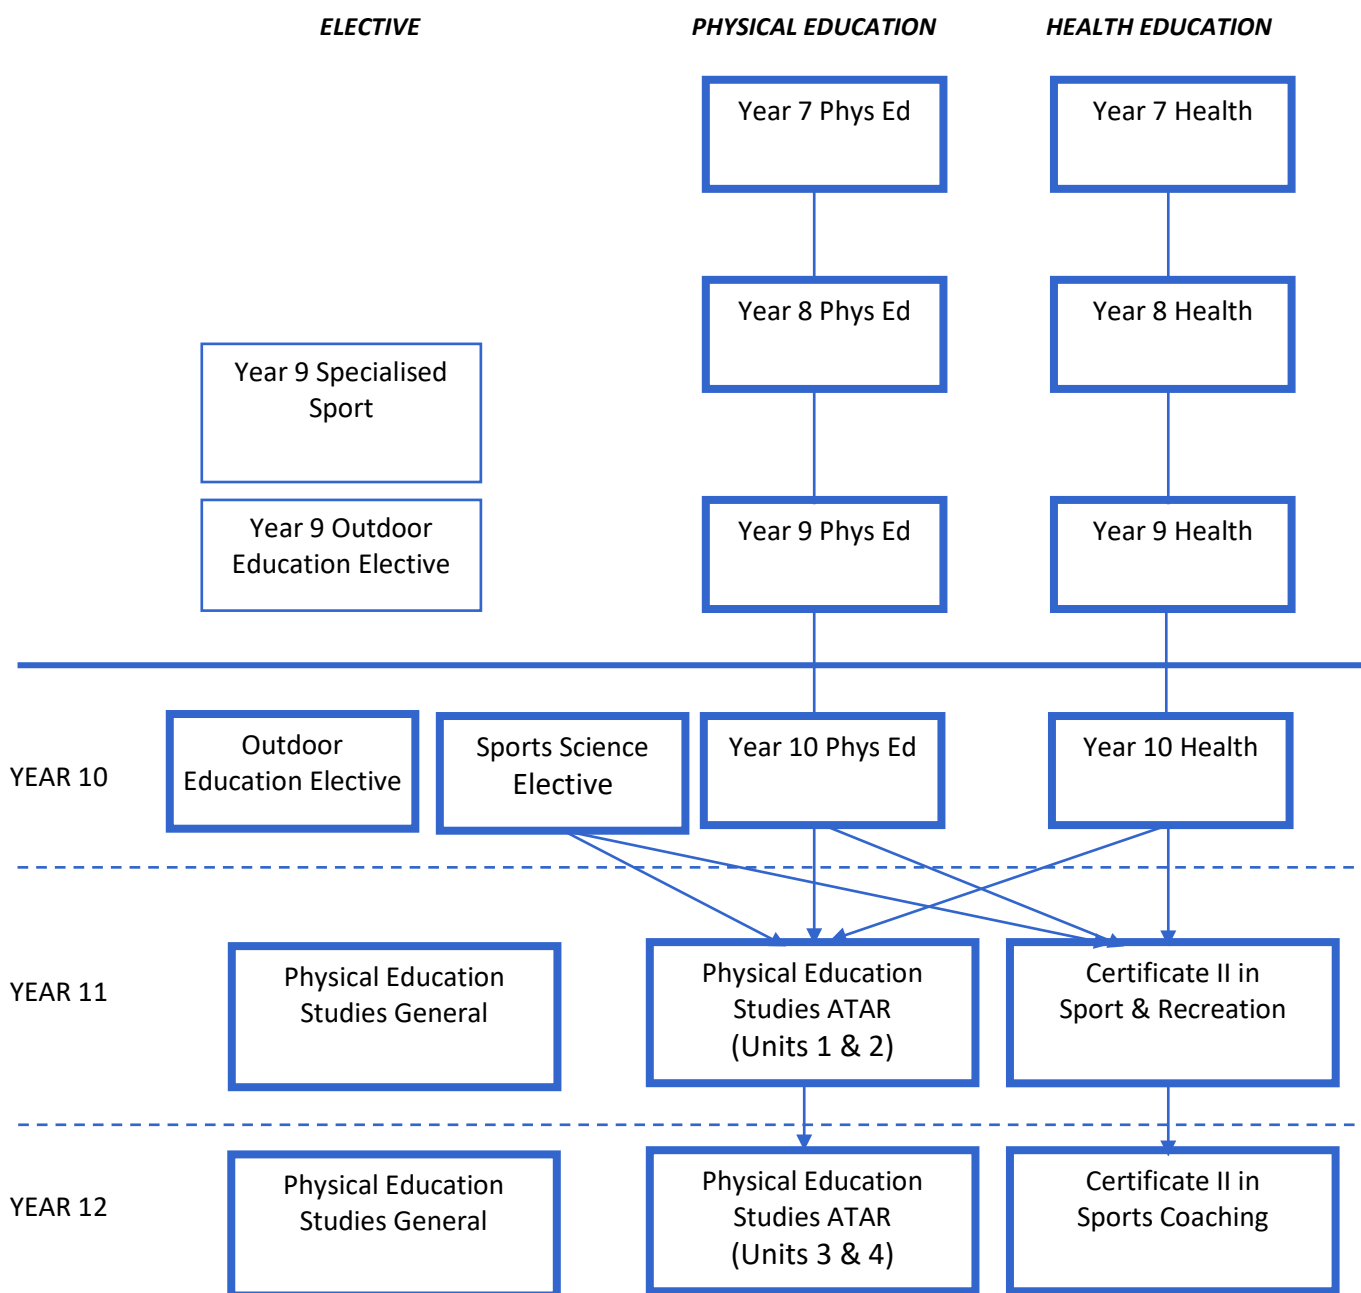 ELECTIVE
PHYSICAL EDUCATION
HEALTH EDUCATION
Year 7 Phys Ed
Year 7 Health
Year 8 Phys Ed
Year 8 Health
Year 9 Specialised
Sport
Year 9 Outdoor
Education Elective
Year 9 Phys Ed
Year 9 Health
YEAR 10
Outdoor
Education Elective
Sports Science
Elective
Year 10 Phys Ed
Year 10 Health
YEAR 11
Physical Education
Studies General
Physical Education
Studies ATAR
(Units 1 & 2)
Certificate II in
Sport & Recreation
YEAR 12
Physical Education
Studies General
Physical Education
Studies ATAR
(Units 3 & 4)
Certificate II in
Sports Coaching